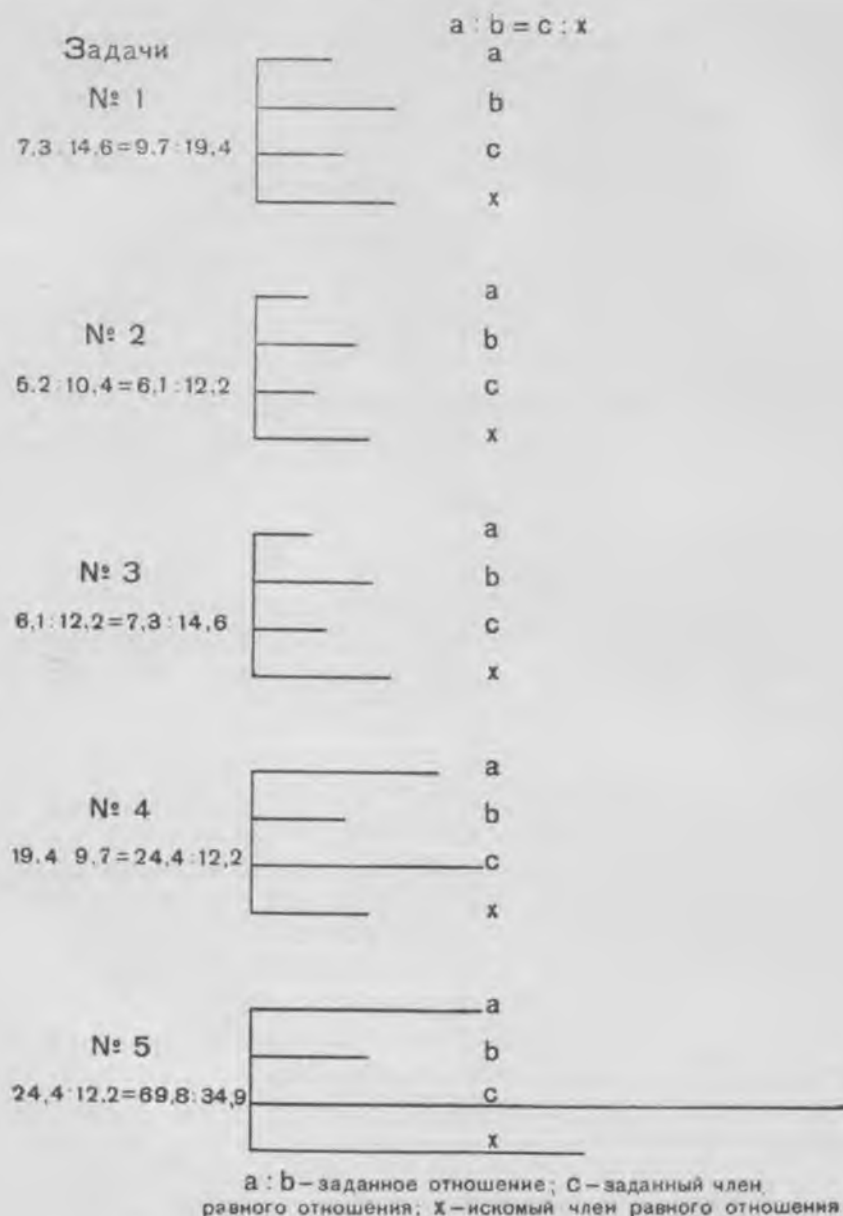 a : b = c : x
Задачи
a
№ 1
b
7,3 : 14,6 = 9,7 : 19,4
c
x
a
№ 2
b
5,2 : 10,4 = 6,1 : 12,2
c
x
a
№ 3
b
6,1 : 12,2 = 7,3 : 14,6
c
x
a
№ 4
b
19,4 9,7 = 24,4 : 12,2
c
x
a
№ 5
b
24,4 : 12,2 = 69,8 : 34,9
c
x
a : b — заданное отношение; C — заданный член
равного отношения; X — искомый член равного отношения